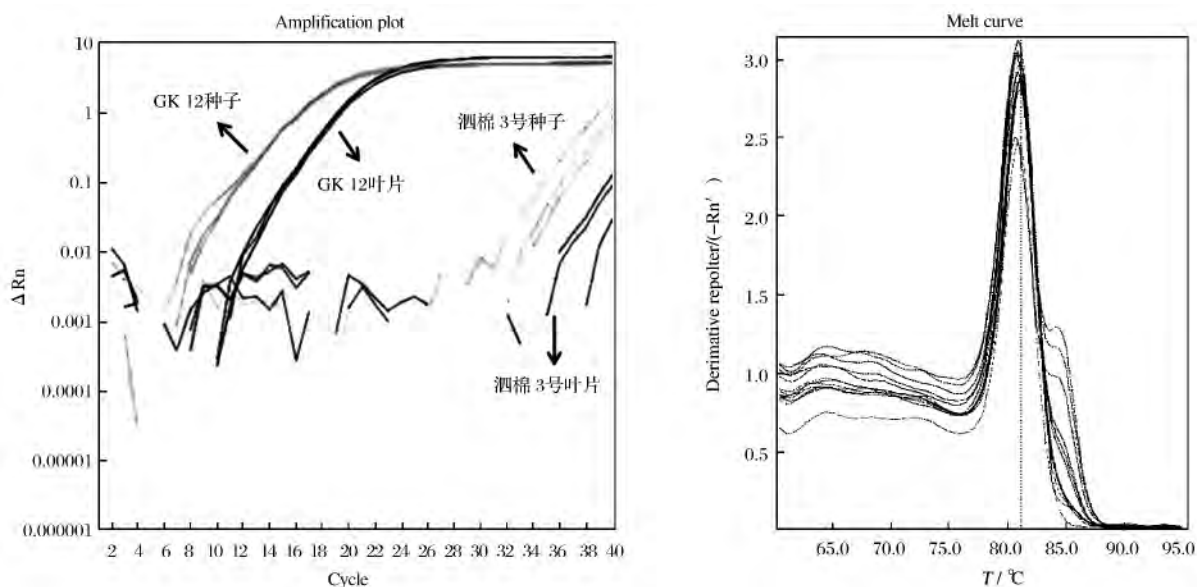 Amplification plot
10
1
0.1
0.01
0.001
0.0001
0.00001
0.000001
Δ Rn
GK 12种子
GK 12叶片
泗棉 3号种子
泗棉 3号叶片
2 4 6 8 10 12 14 16 18 20 22 24 26 28 30 32 34 36 38 40
Cycle
Melt curve
3.0
2.5
2.0
1.5
1.0
0.5
Derimative repolter/(-Rn′)
65.0 70.0 75.0 80.0 85.0 90.0 95.0
T / °C